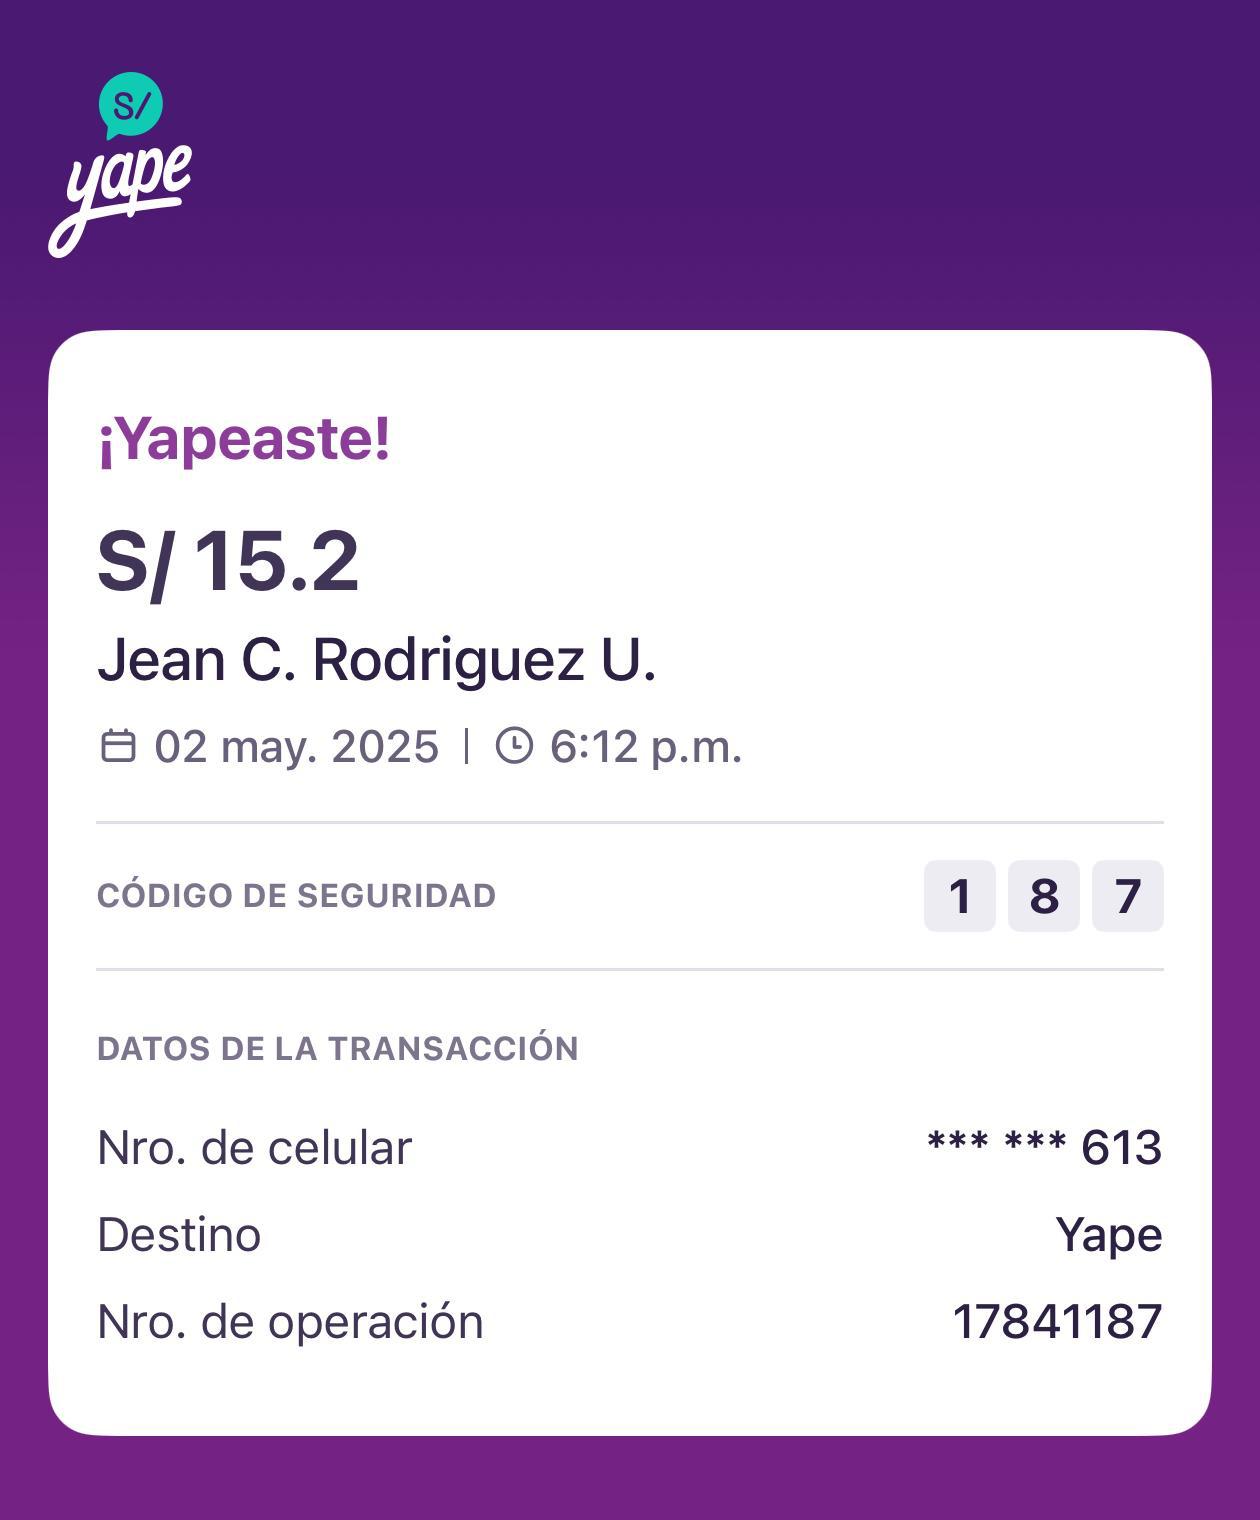 S/
yape
¡Yapeaste!
S/ 15.2
Jean C. Rodriguez U.
02 may. 2025 | 6:12 p.m.
CÓDIGO DE SEGURIDAD 1 8 7
DATOS DE LA TRANSACCIÓN
Nro. de celular *** *** 613
Destino Yape
Nro. de operación 17841187